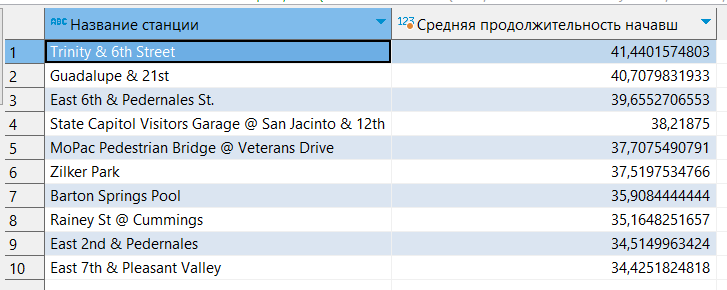 ABC Название станции 123 Средняя продолжительность начавш
1 Trinity & 6th Street 41,4401574803
2 Guadalupe & 21st 40,7079831933
3 East 6th & Pedernales St. 39,6552706553
4 State Capitol Visitors Garage @ San Jacinto & 12th 38,21875
5 MoPac Pedestrian Bridge @ Veterans Drive 37,7075490791
6 Zilker Park 37,5197534766
7 Barton Springs Pool 35,9084444444
8 Rainey St @ Cummings 35,1648251657
9 East 2nd & Pedernales 34,5149963424
10 East 7th & Pleasant Valley 34,4251824818